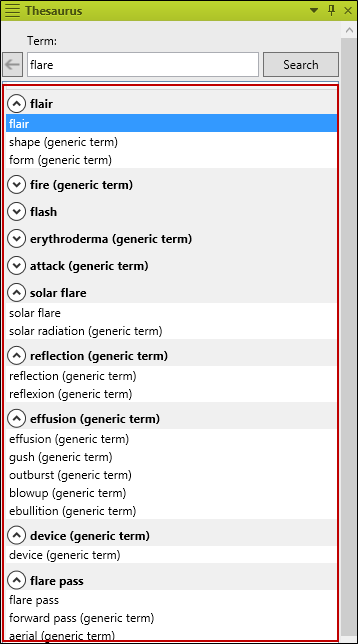 Thesaurus
Term:
flare
Search
flair
flair
shape (generic term)
form (generic term)
fire (generic term)
flash
erythroderma (generic term)
attack (generic term)
solar flare
solar flare
solar radiation (generic term)
reflection (generic term)
reflection (generic term)
reflexion (generic term)
effusion (generic term)
effusion (generic term)
gush (generic term)
outburst (generic term)
blowup (generic term)
ebullition (generic term)
device (generic term)
device (generic term)
flare pass
flare pass
forward pass (generic term)
aerial (generic term)